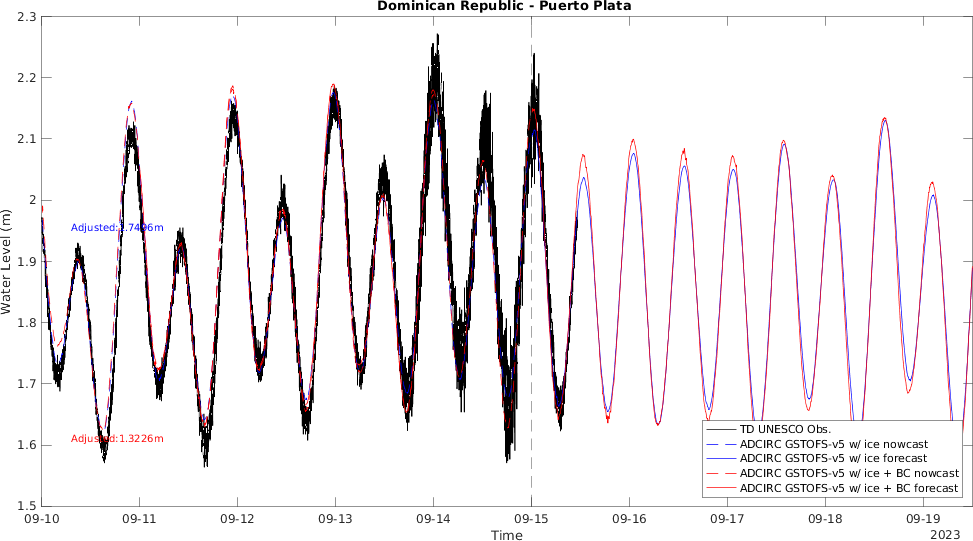 Dominican Republic - Puerto Plata
2.3
2.2
2.1
2
1.9
1.8
1.7
1.6
1.5
Water Level (m)
Adjusted:1.3226m
TD UNESCO Obs.
ADCIRC GSTOFS-v5 w/ ice nowcast
ADCIRC GSTOFS-v5 w/ ice forecast
ADCIRC GSTOFS-v5 w/ ice + BC nowcast
ADCIRC GSTOFS-v5 w/ ice + BC forecast
09-10 09-11 09-12 09-13 09-14 09-15 09-16 09-17 09-18 09-19
Time
2023